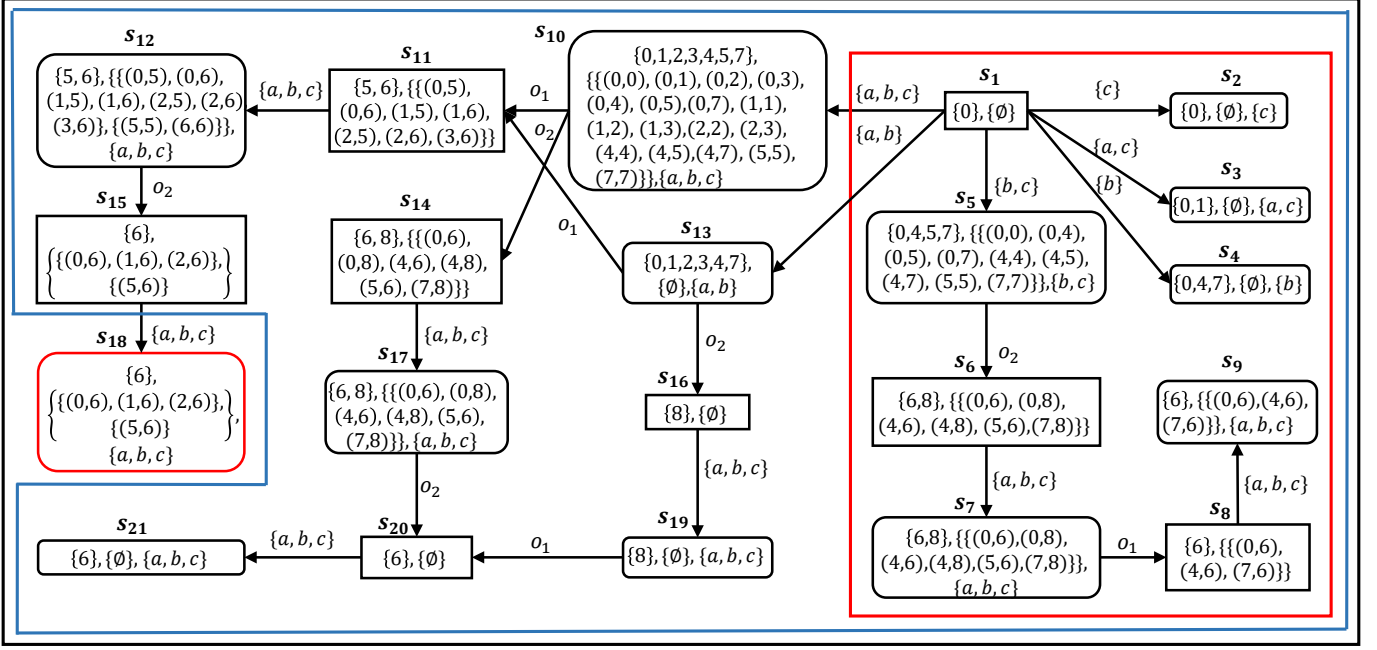 s12
{5, 6}, {{(0,5), (0,6),
(1,5), (1,6), (2,5), (2,6)
(3,6)}, {(5,5), (6,6)}},
{a, b, c}
{a, b, c}
s11
{5, 6}, {{(0,5),
(0,6), (1,5), (1,6),
(2,5), (2,6), (3,6)}}
o1
o2
s10
{0,1,2,3,4,5,7},
{{(0,0), (0,1), (0,2), (0,3),
(0,4), (0,5),(0,7), (1,1),
(1,2), (1,3),(2,2), (2,3),
(4,4), (4,5),(4,7), (5,5),
(7,7)}},{a, b, c}
{a, b, c}
{a, b}
s1
{0}, {∅}
{c}
s2
{0}, {∅}, {c}
{a, c}
s3
{0,1}, {∅}, {a, c}
{b}
s4
{0,4,7}, {∅}, {b}
{b, c}
s5
{0,4,5,7}, {{(0,0), (0,4),
(0,5), (0,7), (4,4), (4,5),
(4,7), (5,5), (7,7)}},{b, c}
o2
s15
{6},
{{(0,6), (1,6), (2,6)},
{(5,6)}}
s14
{6, 8}, {{(0,6),
(0,8), (4,6), (4,8),
(5,6), (7,8)}}
o1
s13
{0,1,2,3,4,7},
{∅},{a, b}
{a, b, c}
s18
{6},
{{(0,6), (1,6), (2,6)},
{(5,6)}},
{a, b, c}
{a, b, c}
s17
{6, 8}, {{(0,6), (0,8),
(4,6), (4,8), (5,6),
(7,8)}}, {a, b, c}
o2
s16
{8}, {∅}
o2
s6
{6,8}, {{(0,6), (0,8),
(4,6), (4,8), (5,6),(7,8)}}
s9
{6}, {{(0,6),(4,6),
(7,6)}}, {a, b, c}
{a, b, c}
{a, b, c}
{a, b, c}
o2
s21
{6}, {∅}, {a, b, c}
{a, b, c}
s20
{6}, {∅}
o1
s19
{8}, {∅}, {a, b, c}
s7
{6,8}, {{(0,6),(0,8),
(4,6),(4,8),(5,6),(7,8)}},
{a, b, c}
o1
s8
{6}, {{(0,6),
(4,6), (7,6)}}